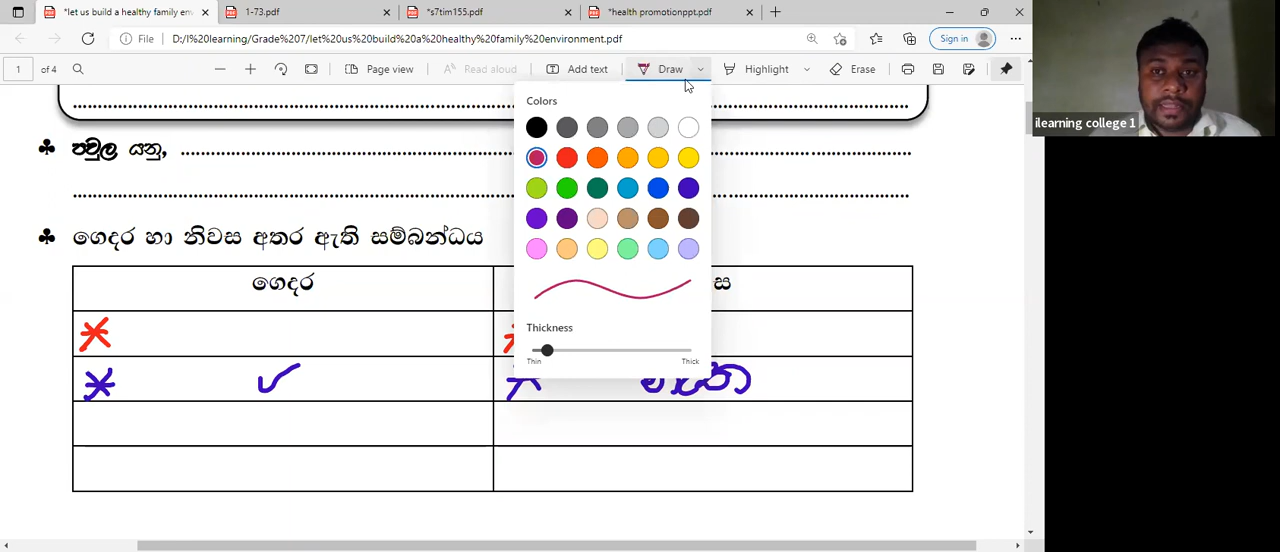 *let us build a healthy family env
1-73.pdf
*s7tim155.pdf
*health promotionppt.pdf
File D:/I%20learning/Grade%207/let%20us%20build%20a%20healthy%20family%20environment.pdf
Sign in
1 of 4
Page view
Read aloud
Add text
Draw
Highlight
Erase
ilearning college 1
Colors
Thickness
Thin Thick
පවුල යනු,
ගෙදර හා නිවස අතර ඇති සම්බන්ධය
ගෙදර ස